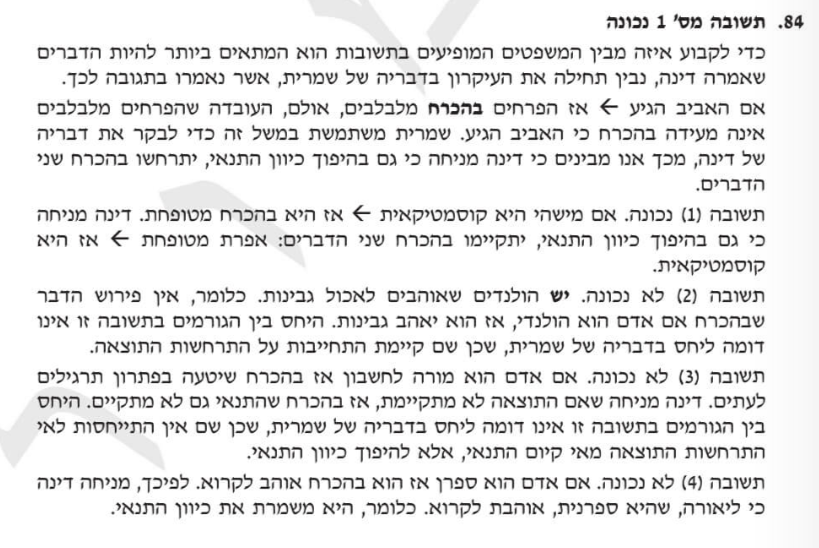 84. תשובה מס' 1 נכונה
כדי לקבוע איזה מבין המשפטים המופיעים בתשובות הוא המתאים ביותר להיות הדברים
שאמרה דינה, נבין תחילה את העיקרון בדבריה של שמרית, אשר נאמרו בתגובה לכך.
אם האביב הגיע ← אז הפרחים בהכרח מלבלבים, אולם, העובדה שהפרחים מלבלבים
אינה מעידה בהכרח כי האביב הגיע. שמרית משתמשת במשל זה כדי לבקר את דבריה
של דינה, מכך אנו מבינים כי דינה מניחה כי גם בהיפוך כיוון התנאי, יתרחשו בהכרח שני
הדברים.
תשובה (1) נכונה. אם מישהי היא קוסמטיקאית ← אז היא בהכרח מטופחת. דינה מניחה
כי גם בהיפוך כיוון התנאי, יתקיימו בהכרח שני הדברים: אפרת מטופחת ← אז היא
קוסמטיקאית.
תשובה (2) לא נכונה. יש הולנדים שאוהבים לאכול גבינות. כלומר, אין פירוש הדבר
שבהכרח אם אדם הוא הולנדי, אז הוא יאהב גבינות. היחס בין הגורמים בתשובה זו אינו
דומה ליחס בדבריה של שמרית, שכן שם קיימת התחייבות על התרחשות התוצאה.
תשובה (3) לא נכונה. אם אדם הוא מורה לחשבון אז בהכרח שיטעה בפתרון תרגילים
לעתים. דינה מניחה שאם התוצאה לא מתקיימת, אז בהכרח שהתנאי גם לא מתקיים. היחס
בין הגורמים בתשובה זו אינו דומה ליחס בדבריה של שמרית, שכן שם אין התייחסות לאי
התרחשות התוצאה מאי קיום התנאי, אלא להיפוך כיוון התנאי.
תשובה (4) לא נכונה. אם אדם הוא ספרן אז הוא בהכרח אוהב לקרוא. לפיכך, מניחה דינה
כי ליאורה, שהיא ספרנית, אוהבת לקרוא. כלומר, היא משמרת את כיוון התנאי.